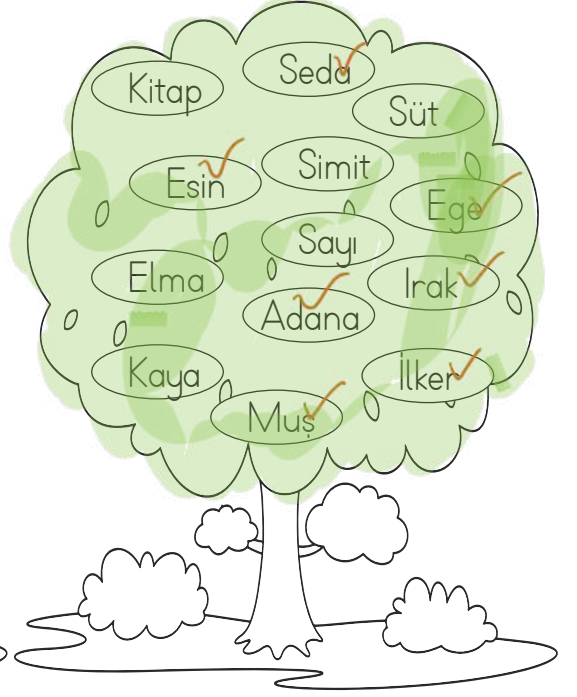 Seda
Kitap
Süt
Simit
Esin
Ege
Sayı
Elma
Irak
Adana
Kaya
İlker
Muş